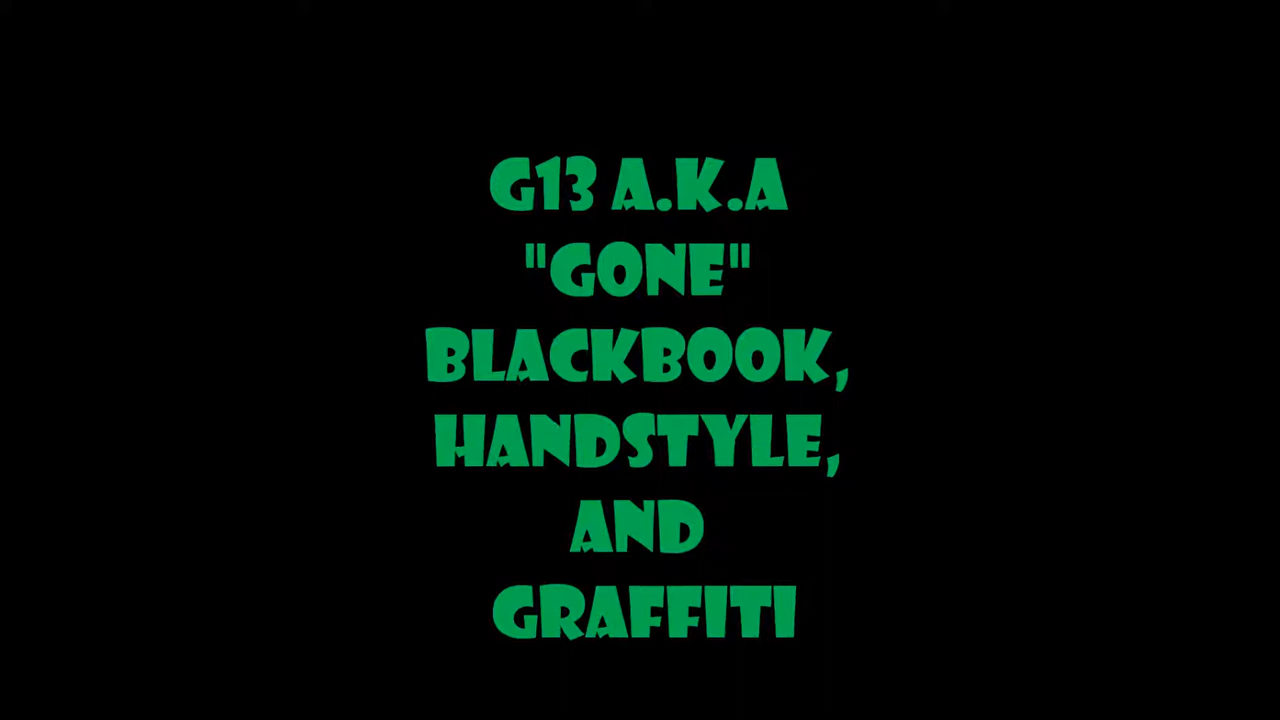 G13 A.K.A
"GONE"
BLACKBOOK,
HANDSTYLE,
AND
GRAFFITI